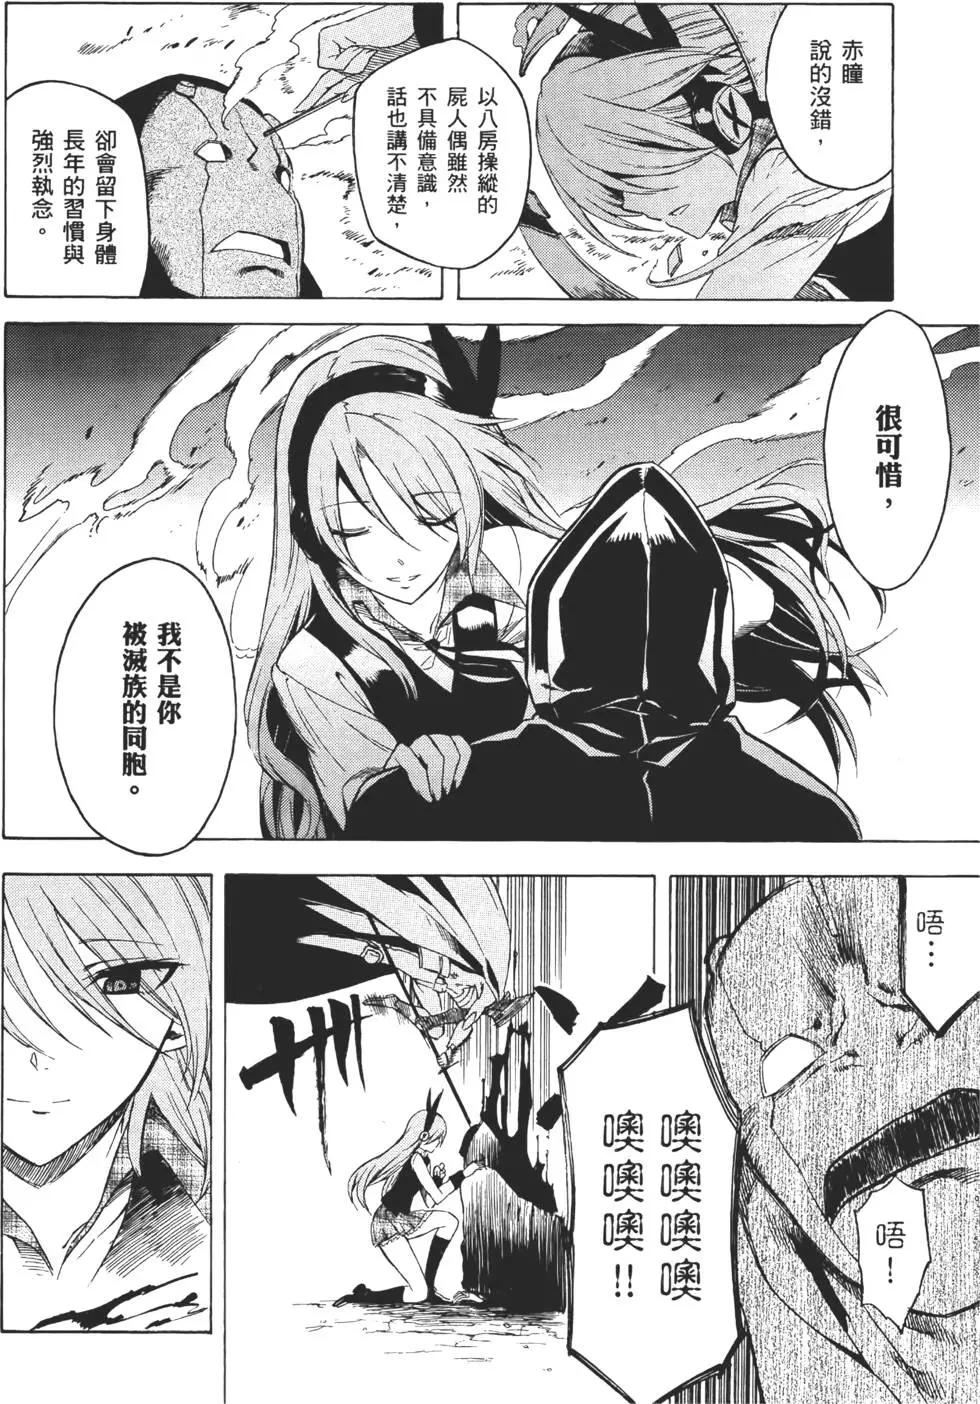 赤瞳
說的沒錯，
以八房操縱的
屍人偶雖然
不具備意識，
話也講不清楚，
卻會留下身體
長年的習慣與
強烈執念。
很可惜，
我不是你
被滅族的同胞。
唔…
唔！
噢噢噢噢
噢噢噢！！
ザ